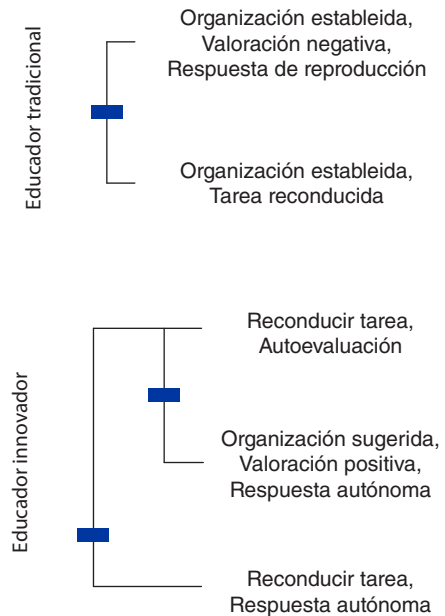 Educador tradicional
Organización estableida,
Valoración negativa,
Respuesta de reproducción
Organización estableida,
Tarea reconducida
Educador innovador
Reconducir tarea,
Autoevaluación
Organización sugerida,
Valoración positiva,
Respuesta autónoma
Reconducir tarea,
Respuesta autónoma